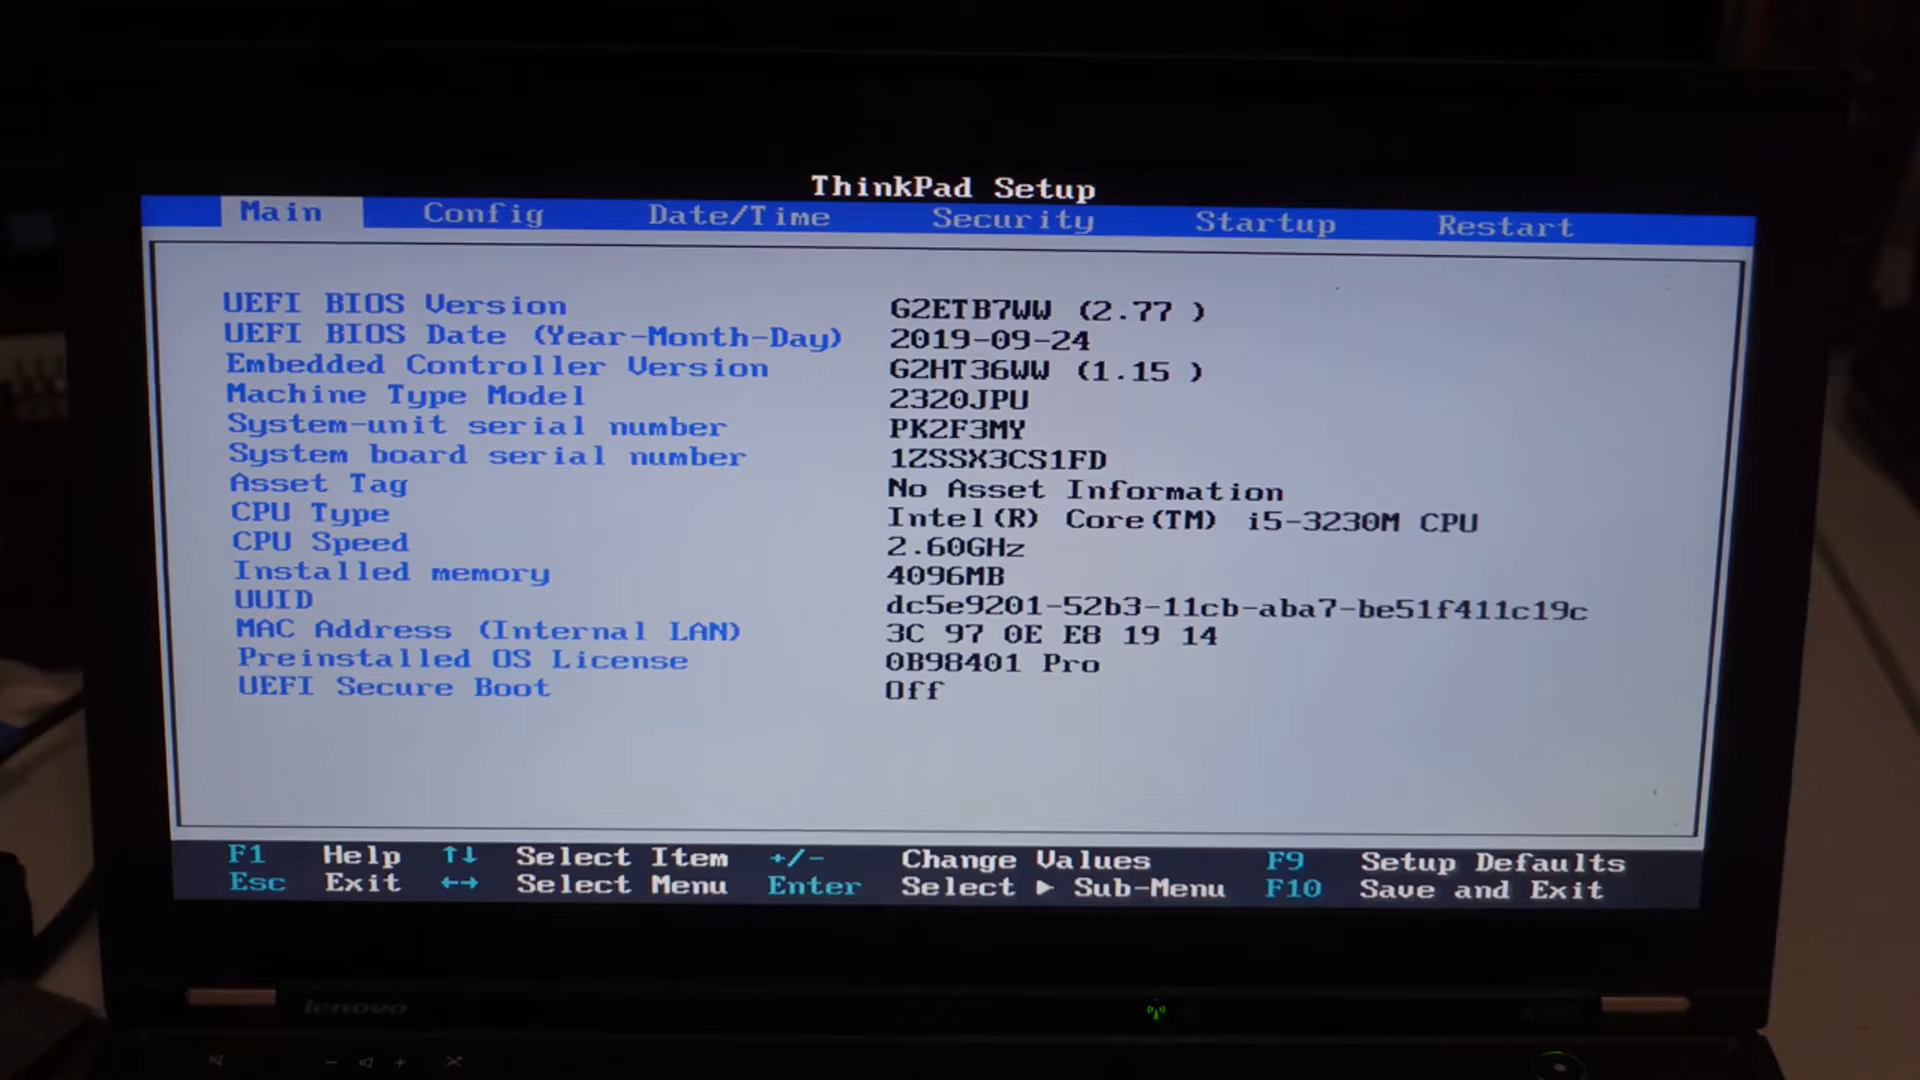 ThinkPad Setup
Main Config Date/Time Security Startup Restart
UEFI BIOS Version G2ETB7WW (2.77 )
UEFI BIOS Date (Year-Month-Day) 2019-09-24
Embedded Controller Version G2HT36WW (1.15 )
Machine Type Model 2320JPU
System-unit serial number PK2F3MY
System board serial number 1ZSSX3CS1FD
Asset Tag No Asset Information
CPU Type Intel(R) Core(TM) i5-3230M CPU
CPU Speed 2.60GHz
Installed memory 4096MB
UUID dc5e9201-52b3-11cb-aba7-be51f411c19c
MAC Address (Internal LAN) 3C 97 0E E8 19 14
Preinstalled OS License 0B98401 Pro
UEFI Secure Boot Off
F1 Help ↑↓ Select Item +/- Change Values F9 Setup Defaults
Esc Exit ←→ Select Menu Enter Select ▶ Sub-Menu F10 Save and Exit
lenovo